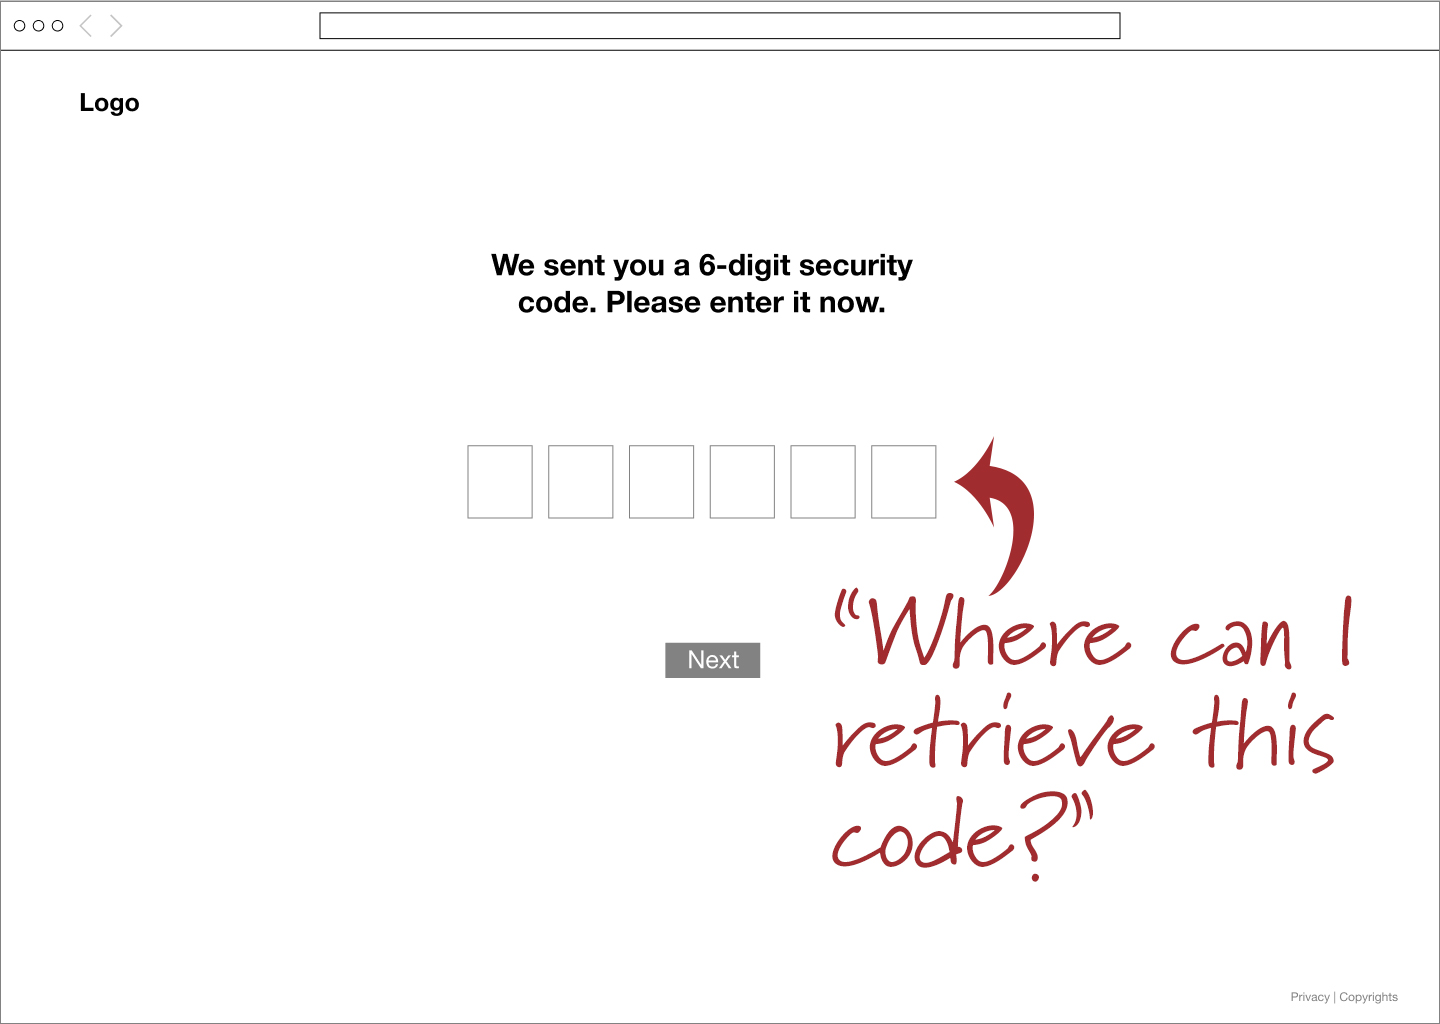 Logo
We sent you a 6-digit security
code. Please enter it now.
Next
“Where can I
retrieve this
code?”
Privacy | Copyrights